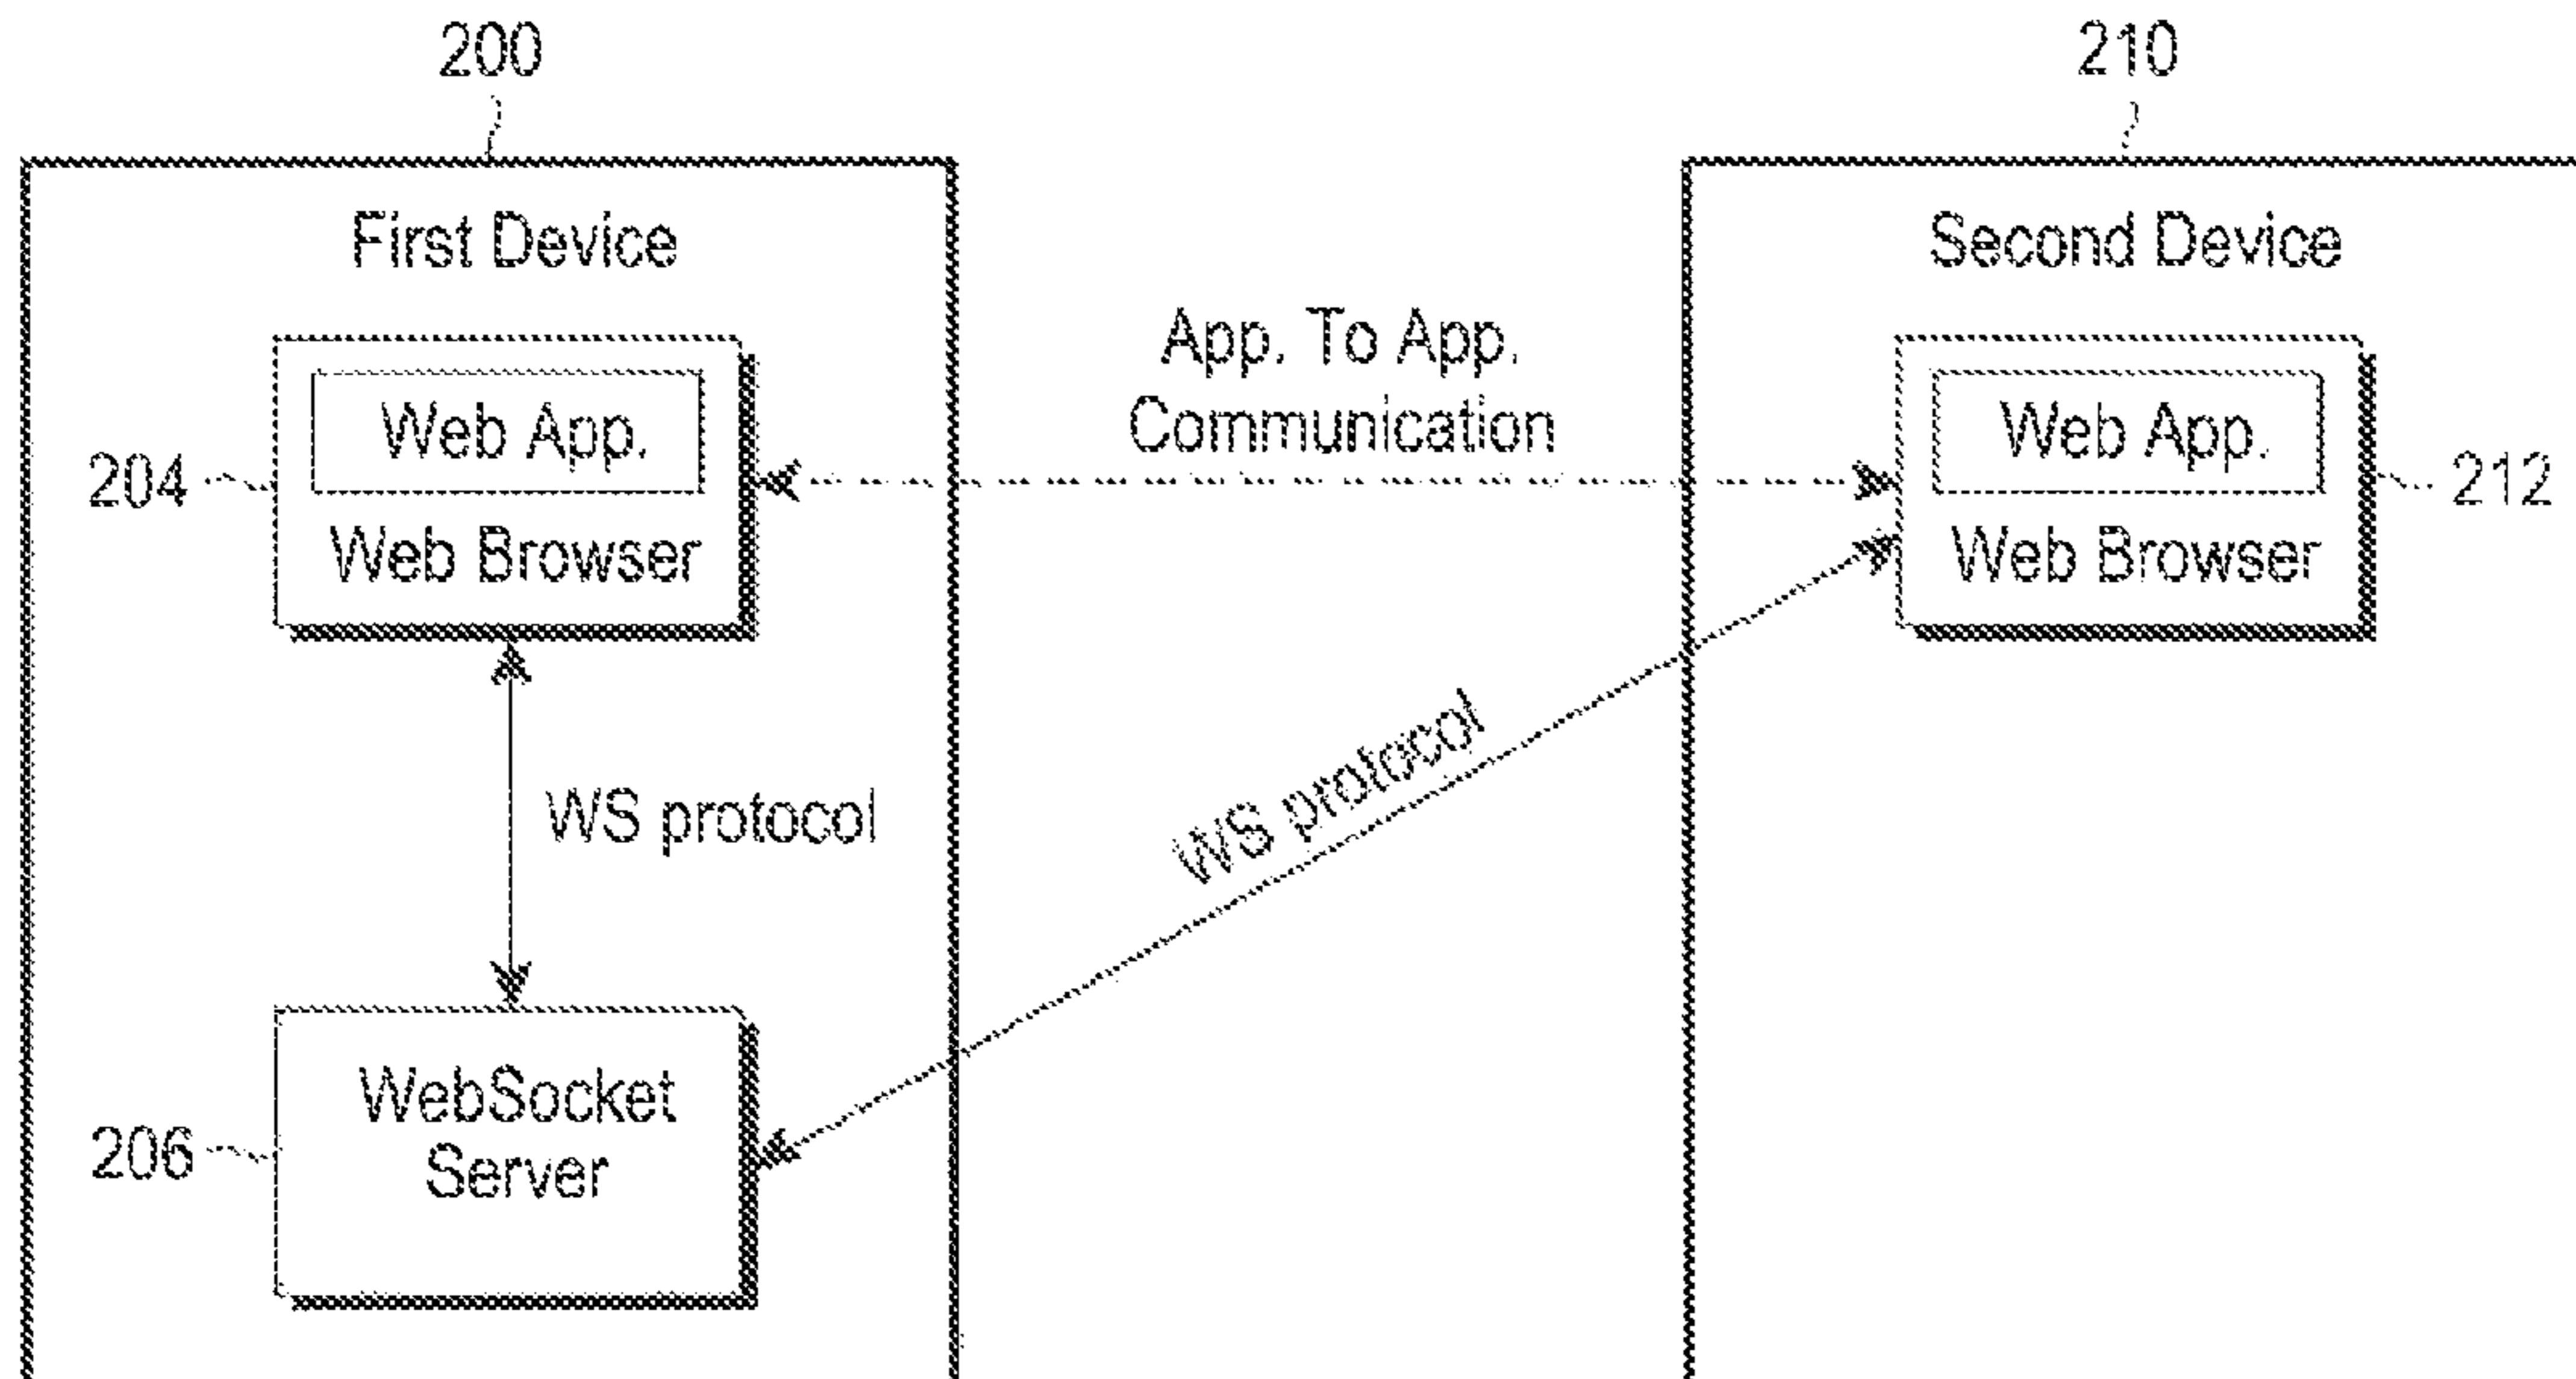 200
210
First Device
Second Device
App. To App.
Communication
Web App.
Web App.
204
212
Web Browser
Web Browser
WS protocol
WS protocol
WebSocket
Server
206